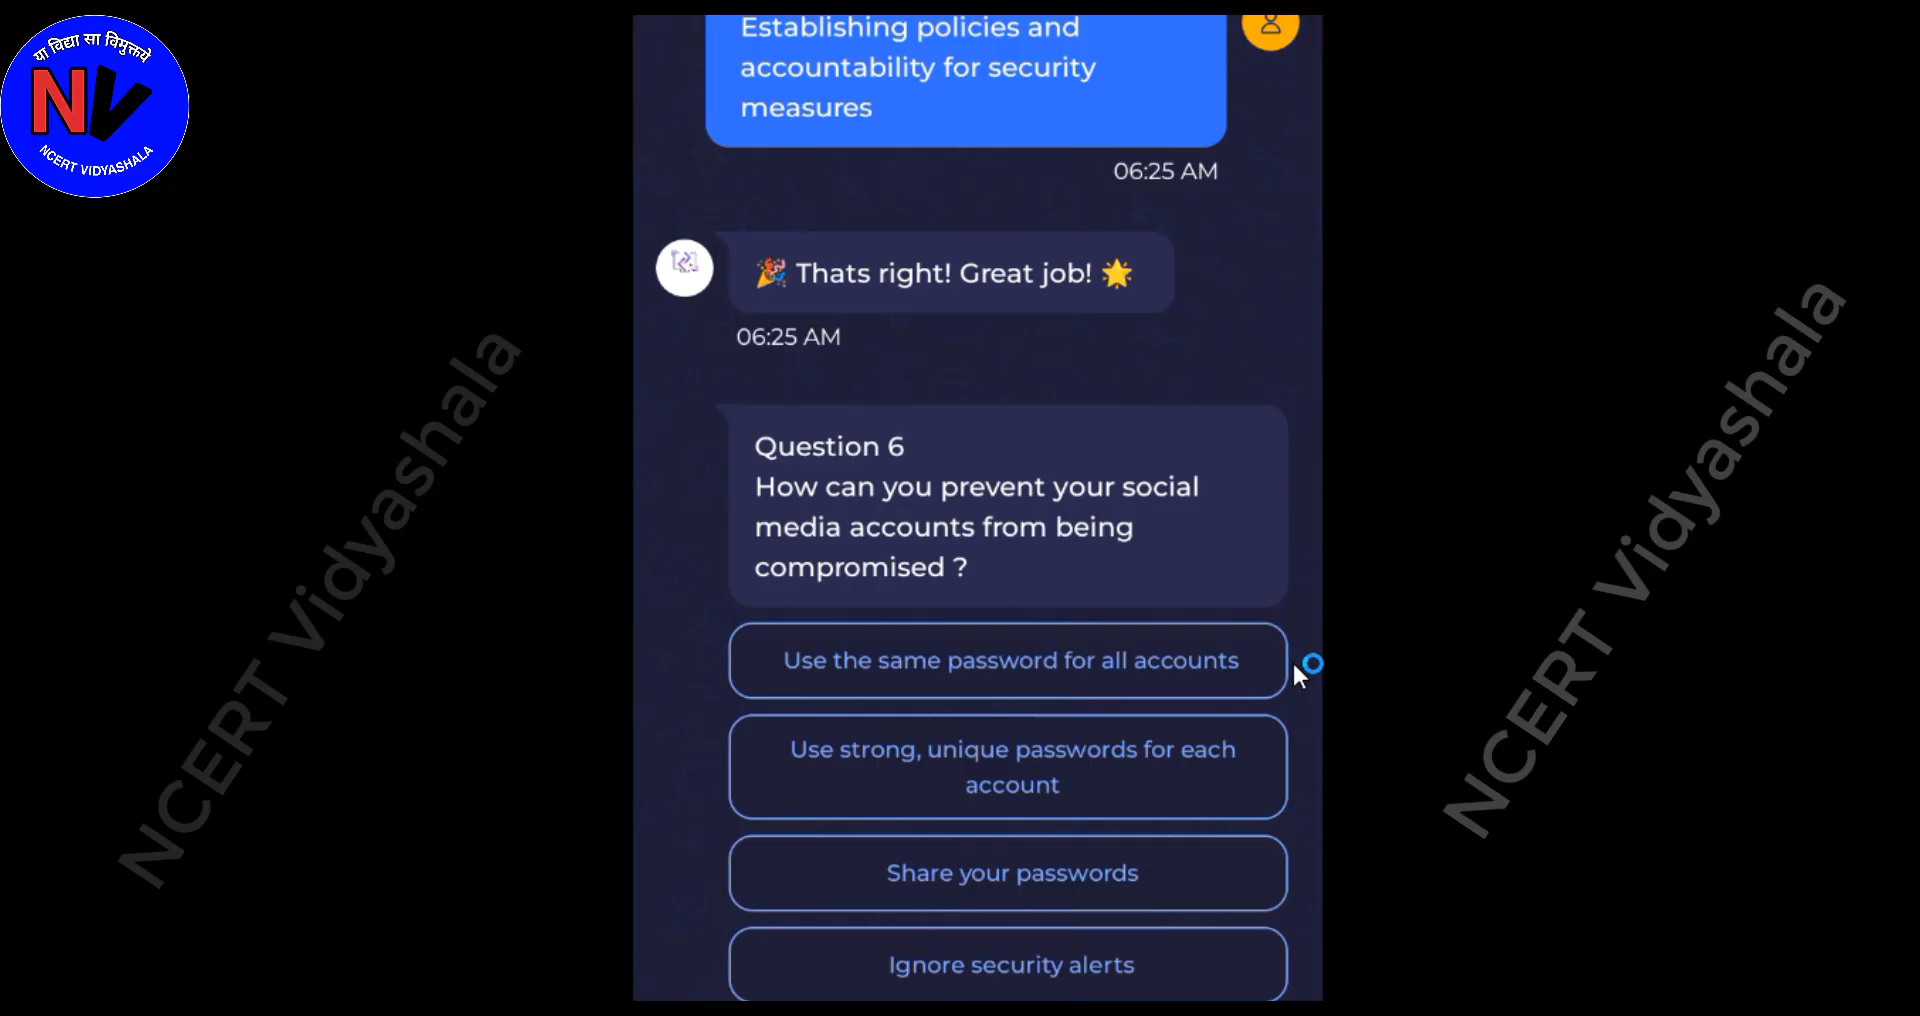 या विद्या सा विमुक्तये
NV
NCERT VIDYASHALA
Establishing policies and
accountability for security
measures
06:25 AM
🎉 Thats right! Great job! 🌟
06:25 AM
Question 6
How can you prevent your social
media accounts from being
compromised ?
Use the same password for all accounts
Use strong, unique passwords for each
account
Share your passwords
Ignore security alerts
NCERT Vidyashala
NCERT Vidyashala